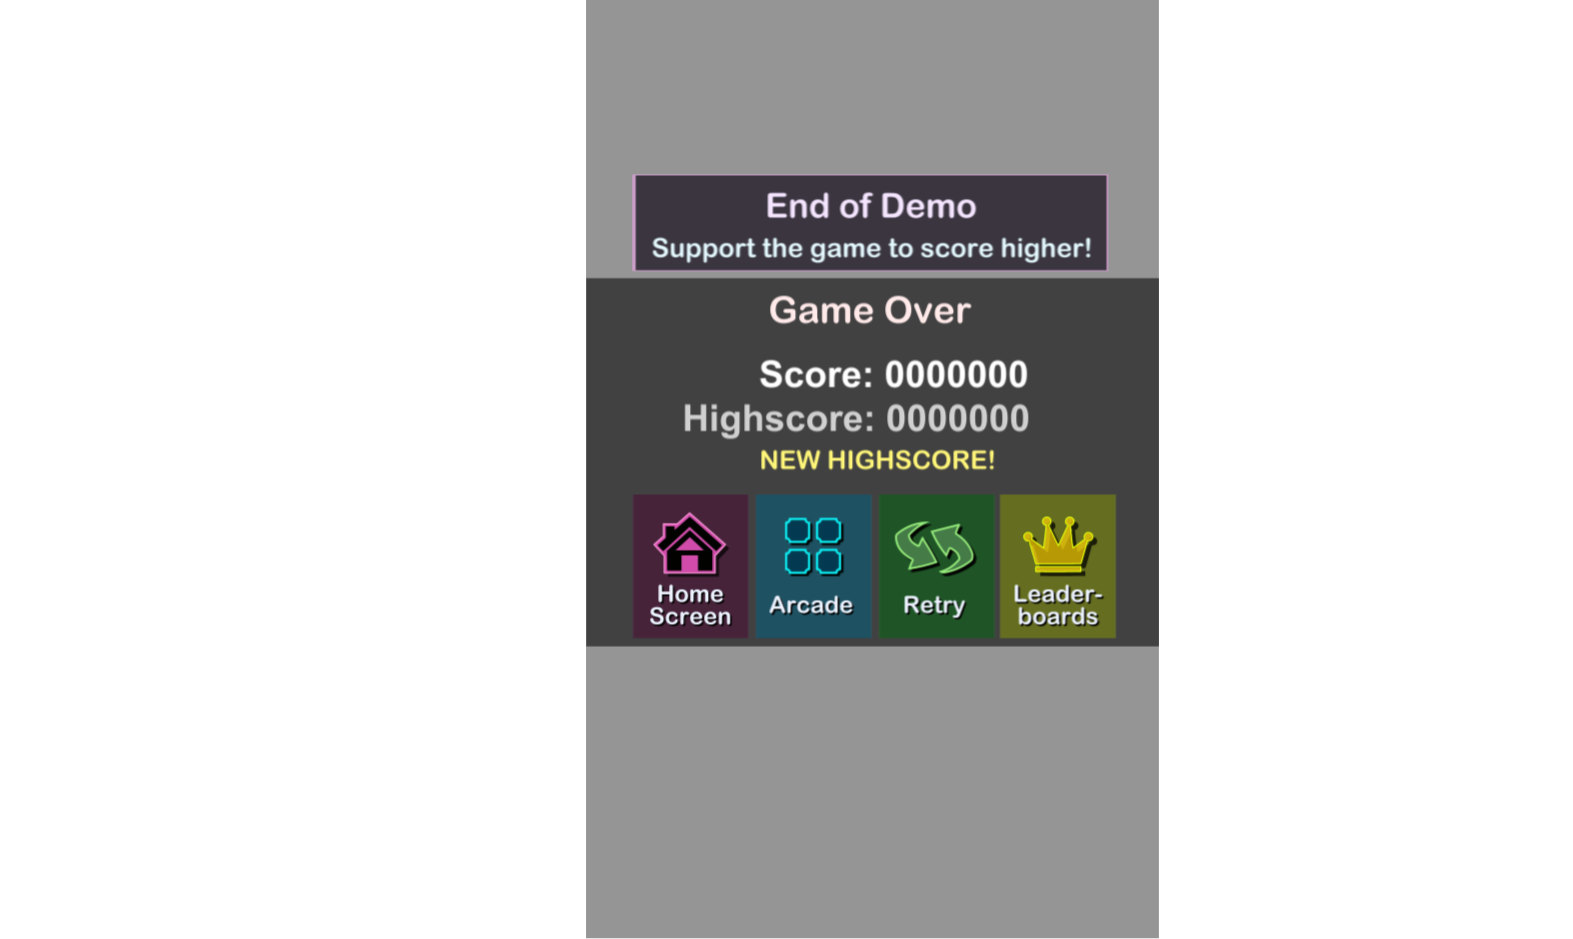 End of Demo
Support the game to score higher!
Game Over
Score: 0000000
Highscore: 0000000
NEW HIGHSCORE!
Home
Screen
Arcade
Retry
Leader-
boards